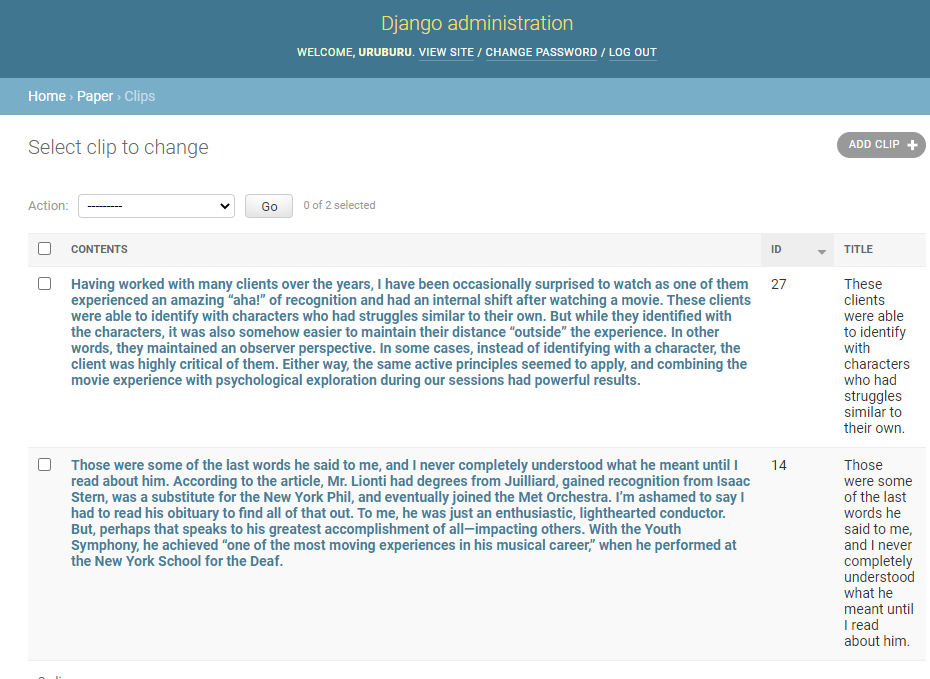 Django administration
WELCOME, URUBURU. VIEW SITE / CHANGE PASSWORD / LOG OUT
Home › Paper › Clips
Select clip to change
ADD CLIP +
Action: --------- Go 0 of 2 selected
CONTENTS ID TITLE
Having worked with many clients over the years, I have been occasionally surprised to watch as one of them
experienced an amazing “aha!” of recognition and had an internal shift after watching a movie. These clients
were able to identify with characters who had struggles similar to their own. But while they identified with
the characters, it was also somehow easier to maintain their distance “outside” the experience. In other
words, they maintained an observer perspective. In some cases, instead of identifying with a character, the
client was highly critical of them. Either way, the same active principles seemed to apply, and combining the
movie experience with psychological exploration during our sessions had powerful results.
27
These
clients
were able
to identify
with
characters
who had
struggles
similar to
their own.
Those were some of the last words he said to me, and I never completely understood what he meant until I
read about him. According to the article, Mr. Lionti had degrees from Juilliard, gained recognition from Isaac
Stern, was a substitute for the New York Phil, and eventually joined the Met Orchestra. I’m ashamed to say I
had to read his obituary to find all of that out. To me, he was just an enthusiastic, lighthearted conductor.
But, perhaps that speaks to his greatest accomplishment of all—impacting others. With the Youth
Symphony, he achieved “one of the most moving experiences in his musical career,” when he performed at
the New York School for the Deaf.
14
Those
were some
of the last
words he
said to me,
and I never
completely
understood
what he
meant until
I read
about him.